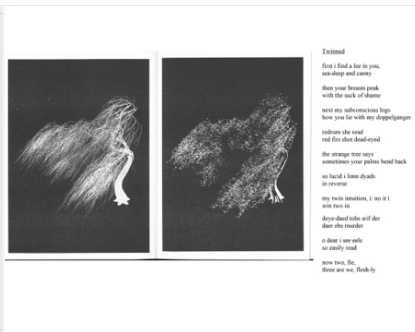 Twinned
first i find a lee in you,
sea-deep and canny
then your breasts peak
with the suck of shame
next my subconscious logs
how you lie with my doppelganger
redrum she read
red firs shot dead-eyed
the strange tree says
sometimes your palms bend back
so lucid i limn dyads
in reverse
my twin intuition, i: no it i
win two in
deye-daed tohs srif der
daer ehs murder
o dear i see eels
so easily read
now two, fie,
three are we, flesh-ly